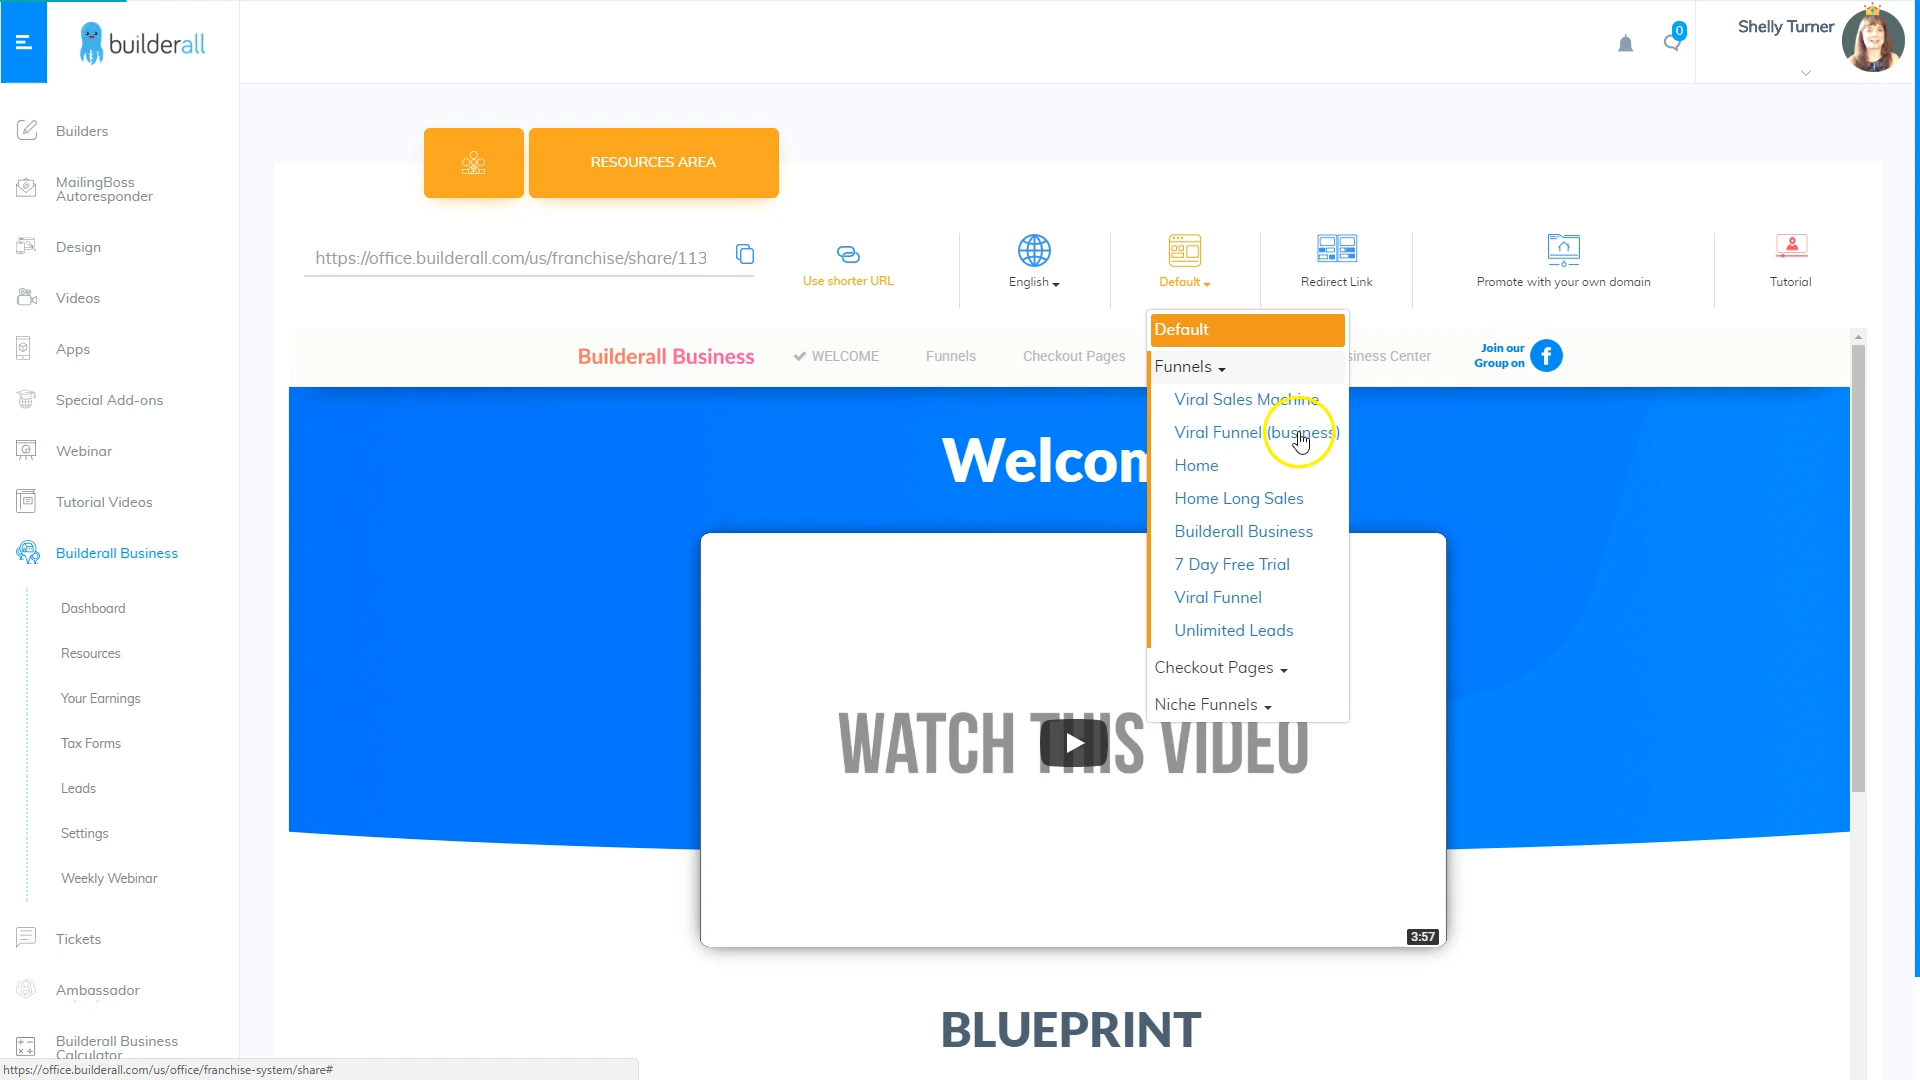 builderall
0
Shelly Turner
Builders
MailingBoss
Autoresponder
Design
Videos
Apps
Special Add-ons
Webinar
Tutorial Videos
Builderall Business
Dashboard
Resources
Your Earnings
Tax Forms
Leads
Settings
Weekly Webinar
Tickets
Ambassador
Builderall Business
Calculator
https://office.builderall.com/us/office/franchise-system/share#
RESOURCES AREA
https://office.builderall.com/us/franchise/share/113
Use shorter URL
English
Default
Redirect Link
Promote with your own domain
Tutorial
Builderall Business
WELCOME
Funnels
Checkout Pages
siness Center
Join our
Group on
Default
Funnels
Viral Sales Machine
Viral Funnel (business)
Home
Home Long Sales
Builderall Business
7 Day Free Trial
Viral Funnel
Unlimited Leads
Checkout Pages
Niche Funnels
Welcom
WATCH THIS VIDEO
3:57
BLUEPRINT